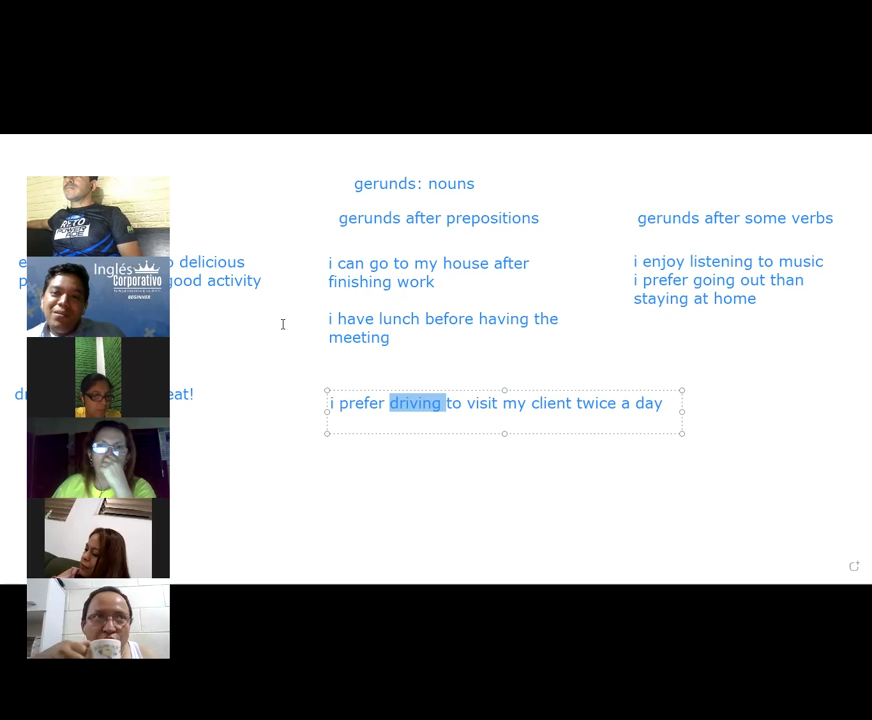 gerunds: nouns
gerunds after prepositions
gerunds after some verbs
delicious
good activity
i can go to my house after
finishing work
i have lunch before having the
meeting
i enjoy listening to music
i prefer going out than
staying at home
eat!
i prefer driving to visit my client twice a day
Inglés
Corporativo
BEGINNER
RETO